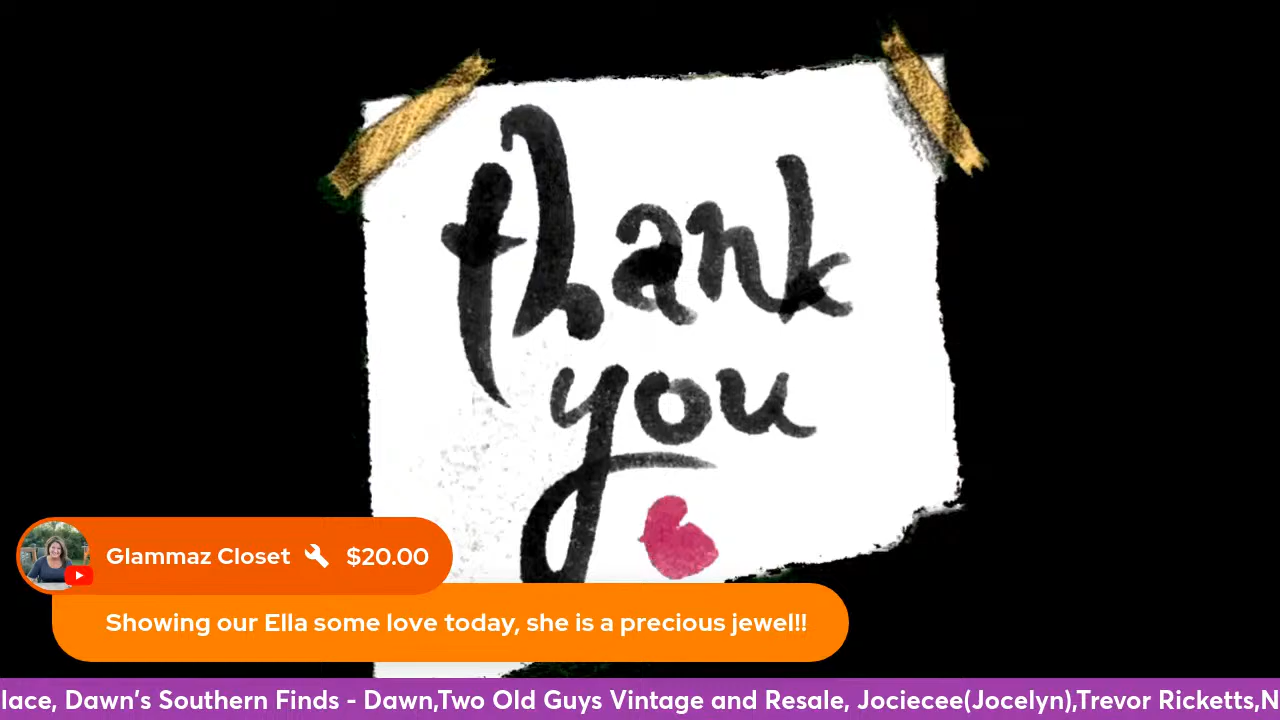 thank
you
Glammaz Closet $20.00
Showing our Ella some love today, she is a precious jewel!!
lace, Dawn's Southern Finds - Dawn,Two Old Guys Vintage and Resale, Jociecee(Jocelyn),Trevor Ricketts,N